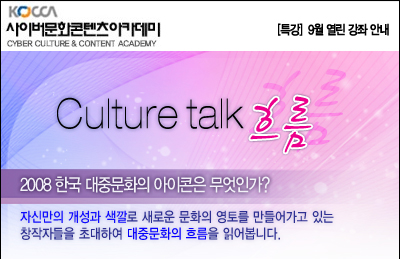 KOCCA
사이버문화콘텐츠아카데미
CYBER CULTURE & CONTENT ACADEMY
[특강] 9월 열린 강좌 안내
Culture talk 흐름
2008 한국 대중문화의 아이콘은 무엇인가?
자신만의 개성과 색깔로 새로운 문화의 영토를 만들어가고 있는
창작자들을 초대하여 대중문화의 흐름을 읽어봅니다.